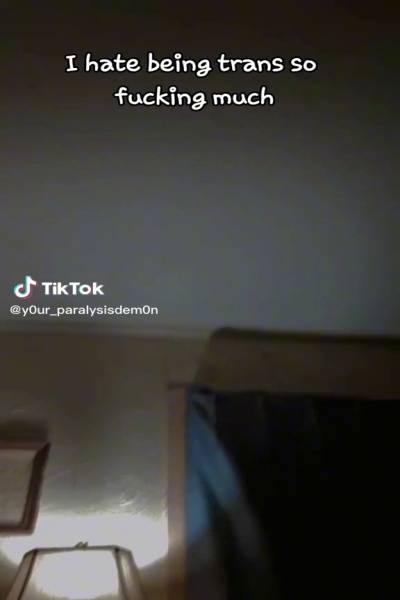 I hate being trans so
fucking much
TikTok
@y0ur_paralysisdem0n